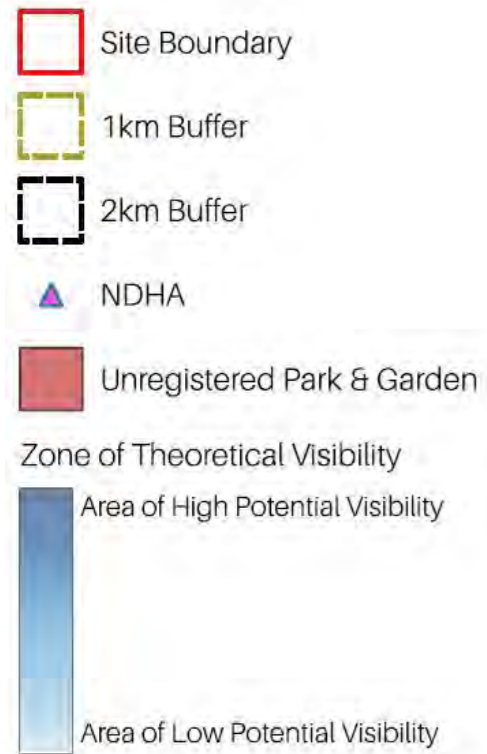 Site Boundary
1km Buffer
2km Buffer
NDHA
Unregistered Park & Garden
Zone of Theoretical Visibility
Area of High Potential Visibility
Area of Low Potential Visibility